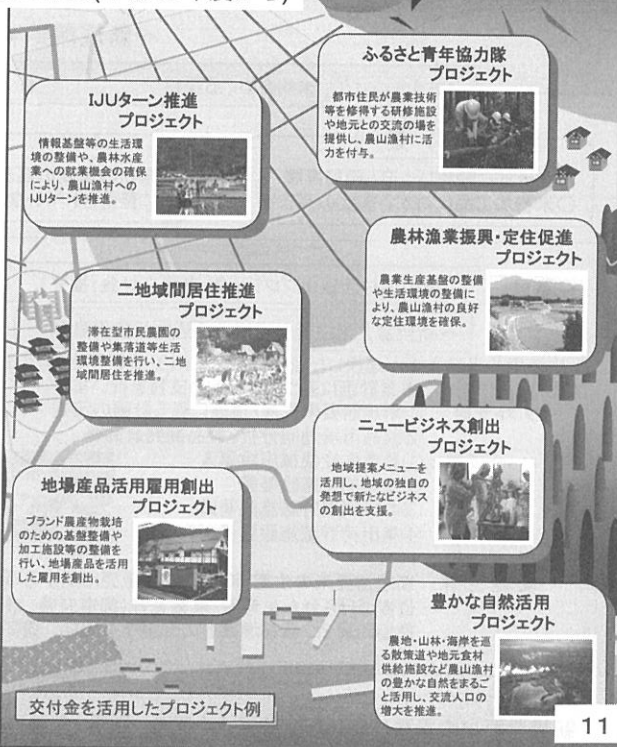 ふるさと青年協力隊
プロジェクト
都市住民が農業技術
等を修得する研修施設
や地元との交流の場を
提供し、農山漁村に活
力を付与。
IJUターン推進
プロジェクト
情報基盤等の生活環
境の整備や、農林水産
業への就業機会の確保
により、農山漁村への
IJUターンを推進。
農林漁業振興・定住促進
プロジェクト
農業生産基盤の整備
や生活環境の整備に
より、農山漁村の良好
な定住環境を確保。
二地域間居住推進
プロジェクト
滞在型市民農園の
整備や集落道等生活
環境整備を行い、二地
域間居住を推進。
ニュービジネス創出
プロジェクト
地域提案メニューを
活用し、地域の独自の
発想で新たなビジネス
の創出を支援。
地場産品活用雇用創出
プロジェクト
ブランド農産物栽培
のための基盤整備や
加工施設等の整備を
行い、地場産品を活用
した雇用を創出。
豊かな自然活用
プロジェクト
農地・山林・海岸を巡
る散策道や地元食材
供給施設など農山漁村
の豊かな自然をまるご
と活用し、交流人口の
増大を推進。
交付金を活用したプロジェクト例
11